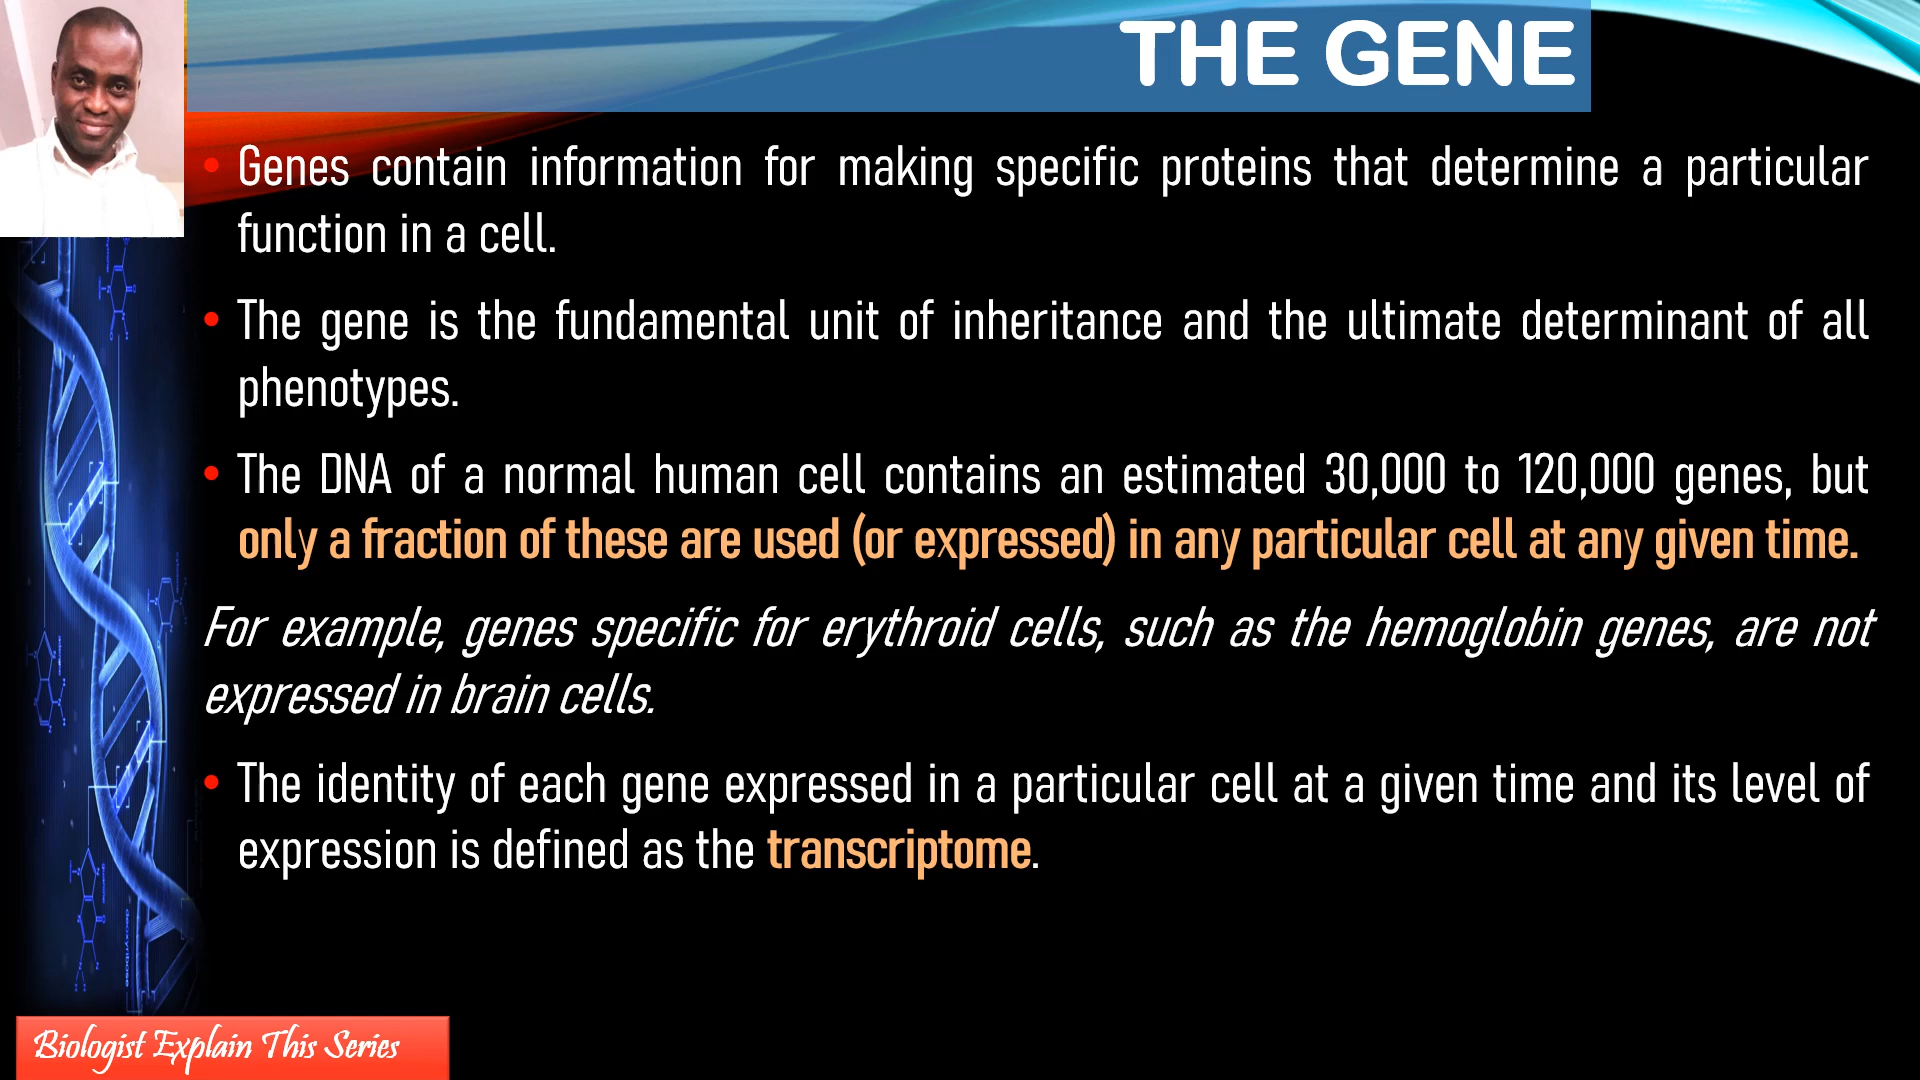 THE GENE
• Genes contain information for making specific proteins that determine a particular
function in a cell.
• The gene is the fundamental unit of inheritance and the ultimate determinant of all
phenotypes.
• The DNA of a normal human cell contains an estimated 30,000 to 120,000 genes, but
only a fraction of these are used (or expressed) in any particular cell at any given time.
For example, genes specific for erythroid cells, such as the hemoglobin genes, are not
expressed in brain cells.
• The identity of each gene expressed in a particular cell at a given time and its level of
expression is defined as the transcriptome.
Biologist Explain This Series